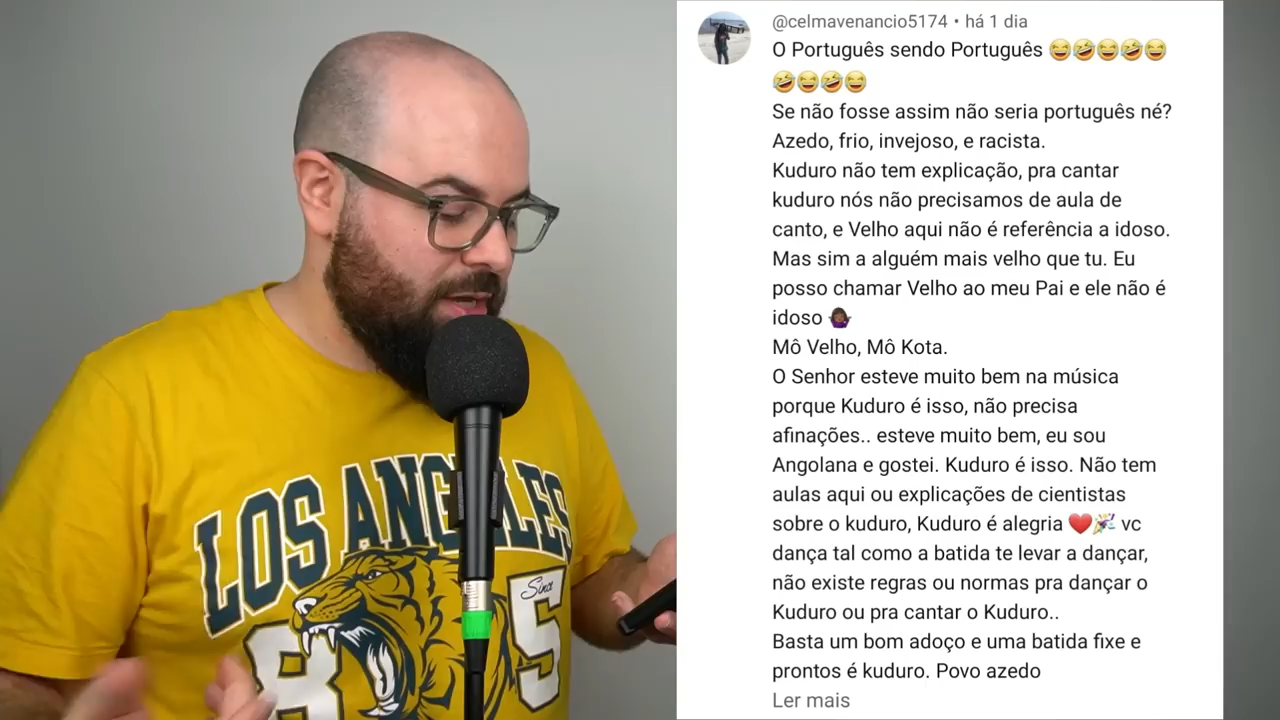 @celmavenancio5174 • há 1 dia
O Português sendo Português 😂🤣😂🤣😂
🤣😂🤣😂
Se não fosse assim não seria português né?
Azedo, frio, invejoso, e racista.
Kuduro não tem explicação, pra cantar
kuduro nós não precisamos de aula de
canto, e Velho aqui não é referência a idoso.
Mas sim a alguém mais velho que tu. Eu
posso chamar Velho ao meu Pai e ele não é
idoso 🤷🏾‍♀️
Mô Velho, Mô Kota.
O Senhor esteve muito bem na música
porque Kuduro é isso, não precisa
afinações.. esteve muito bem, eu sou
Angolana e gostei. Kuduro é isso. Não tem
aulas aqui ou explicações de cientistas
sobre o kuduro, Kuduro é alegria ❤️🎉 vc
dança tal como a batida te levar a dançar,
não existe regras ou normas pra dançar o
Kuduro ou pra cantar o Kuduro..
Basta um bom adoço e uma batida fixe e
prontos é kuduro. Povo azedo
Ler mais
LOS ANGELES
Since
8 5